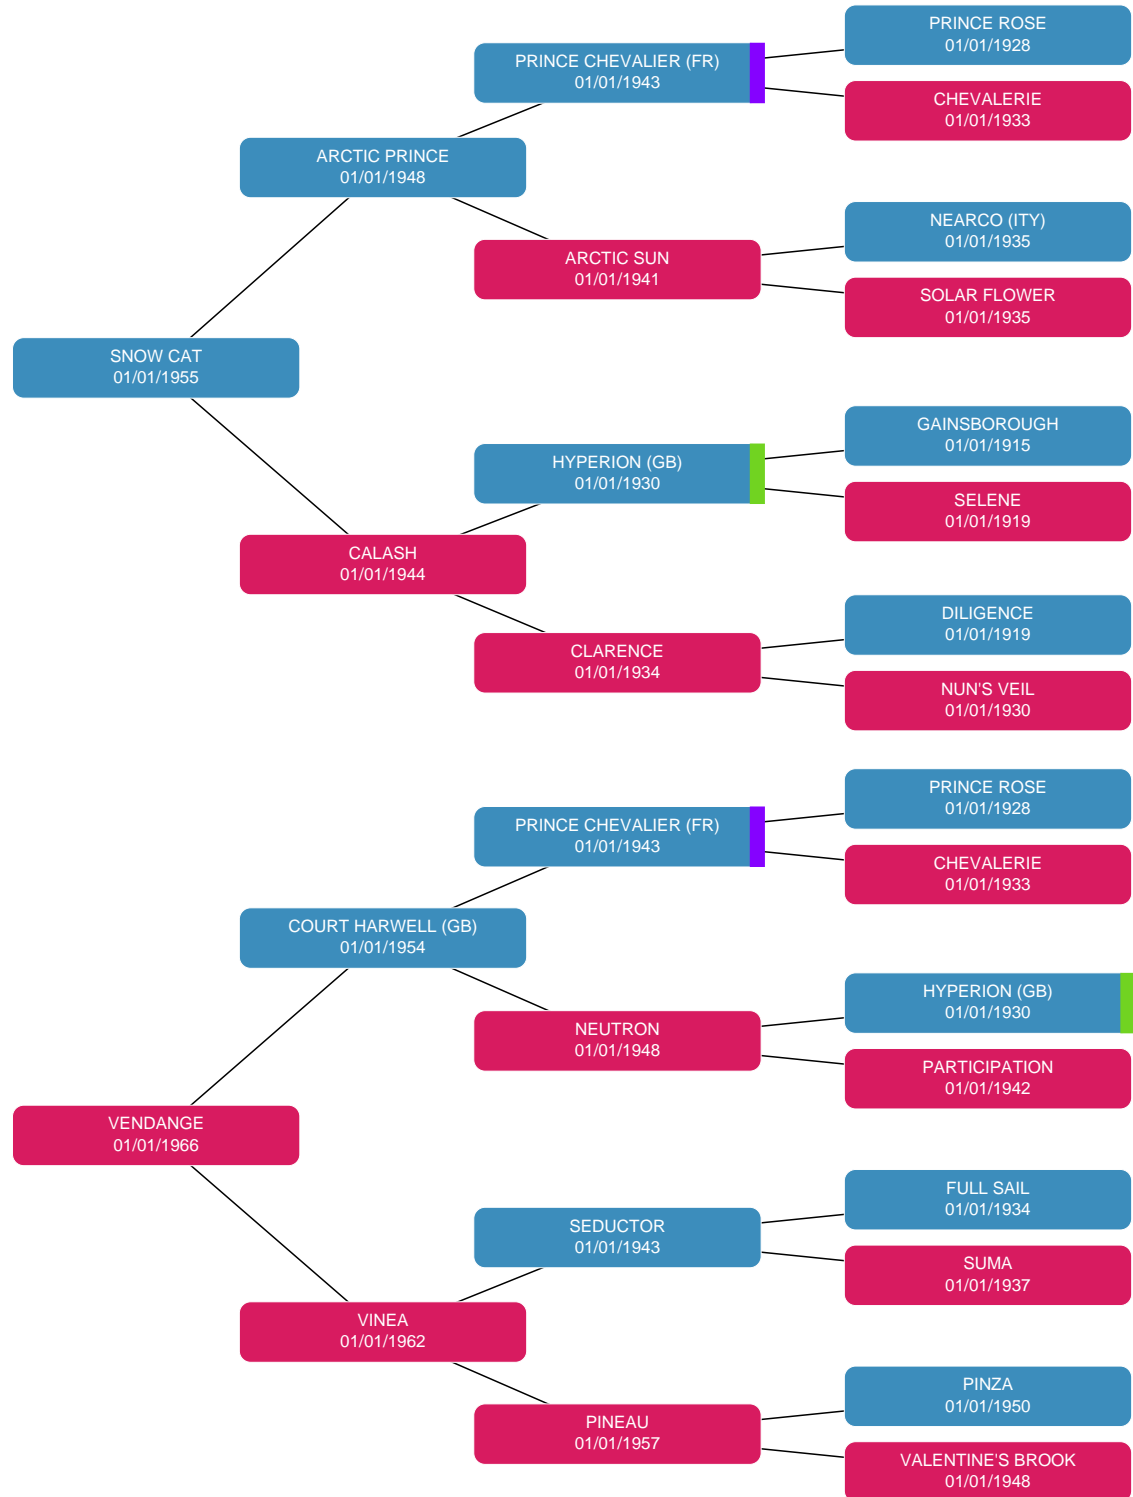 PRINCE ROSE
01/01/1928
PRINCE CHEVALIER (FR)
01/01/1943
CHEVALERIE
01/01/1933
ARCTIC PRINCE
01/01/1948
NEARCO (ITY)
01/01/1935
ARCTIC SUN
01/01/1941
SOLAR FLOWER
01/01/1935
SNOW CAT
01/01/1955
GAINSBOROUGH
01/01/1915
HYPERION (GB)
01/01/1930
SELENE
01/01/1919
CALASH
01/01/1944
DILIGENCE
01/01/1919
CLARENCE
01/01/1934
NUN'S VEIL
01/01/1930
PRINCE ROSE
01/01/1928
PRINCE CHEVALIER (FR)
01/01/1943
CHEVALERIE
01/01/1933
COURT HARWELL (GB)
01/01/1954
HYPERION (GB)
01/01/1930
NEUTRON
01/01/1948
PARTICIPATION
01/01/1942
VENDANGE
01/01/1966
FULL SAIL
01/01/1934
SEDUCTOR
01/01/1943
SUMA
01/01/1937
VINEA
01/01/1962
PINZA
01/01/1950
PINEAU
01/01/1957
VALENTINE'S BROOK
01/01/1948